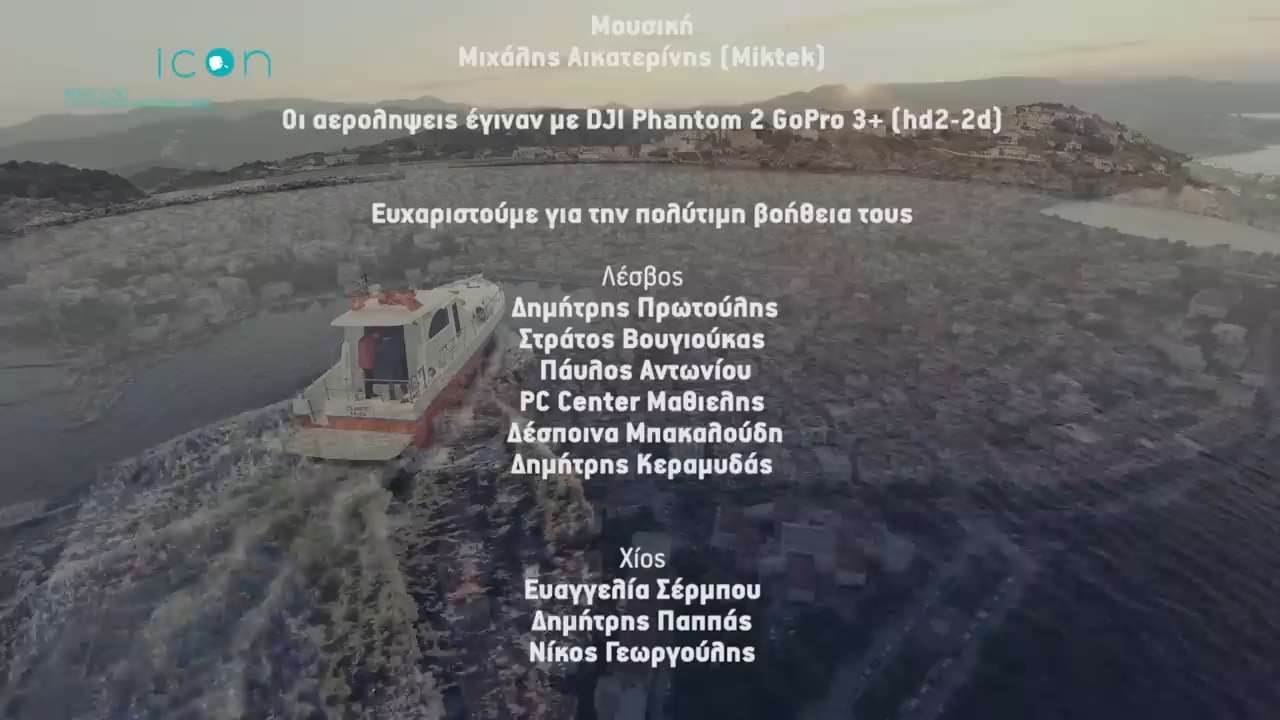 Μουσική
icon
Μιχάλης Αικατερίνης (Miktek)
Οι αεροληψεις έγιναν με DJI Phantom 2 GoPro 3+ (hd2-2d)
Ευχαριστούμε για την πολύτιμη βοήθεια τους
Λέσβος
Δημήτρης Πρωτούλης
Στράτος Βουγιούκας
Πάυλος Αντωνίου
PC Center Μαθιελης
Δέσποινα Μπακαλούδη
Δημήτρης Κεραμυδάς
Χίος
Ευαγγελία Σέρμπου
Δημήτρης Παππάς
Νίκος Γεωργούλης